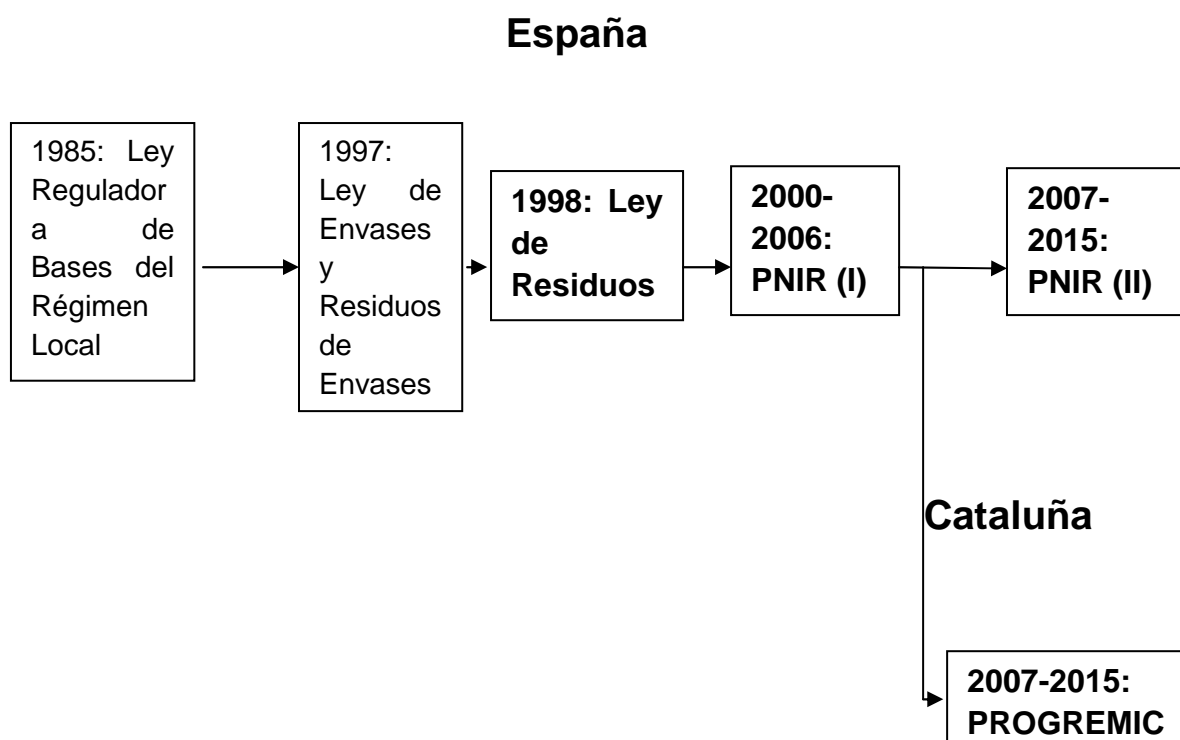 España
1985: Ley
Regulador
a de
Bases del
Régimen
Local
1997:
Ley de
Envases
y
Residuos
de
Envases
1998: Ley
de
Residuos
2000-
2006:
PNIR (I)
2007-
2015:
PNIR (II)
Cataluña
2007-2015:
PROGREMIC